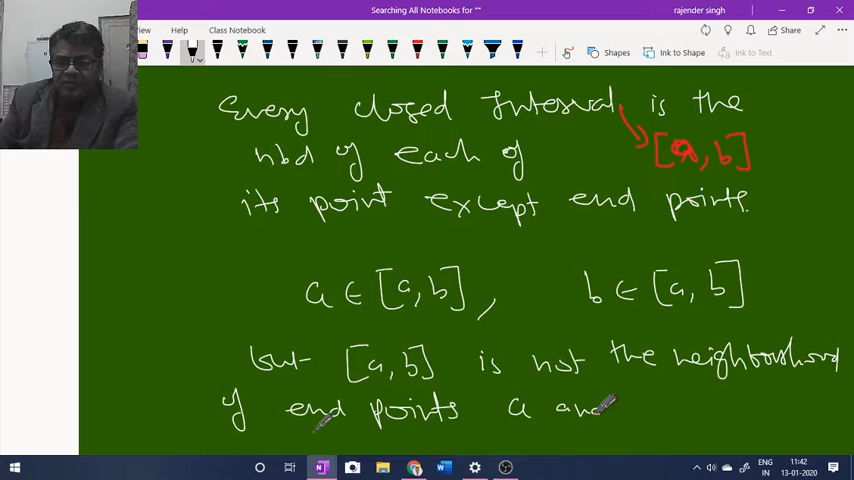 Searching All Notebooks for ""
rajender singh
View
Help
Class Notebook
Share
Shapes
Ink to Shape
Ink to Text
Every closed Interval is the
nbd of each of
[a, b]
its point except end points.
a ∈ [a, b], b ∈ [a, b]
but [a, b] is not the neighborhood
of end points a and
ENG
IN
11:42
13-01-2020